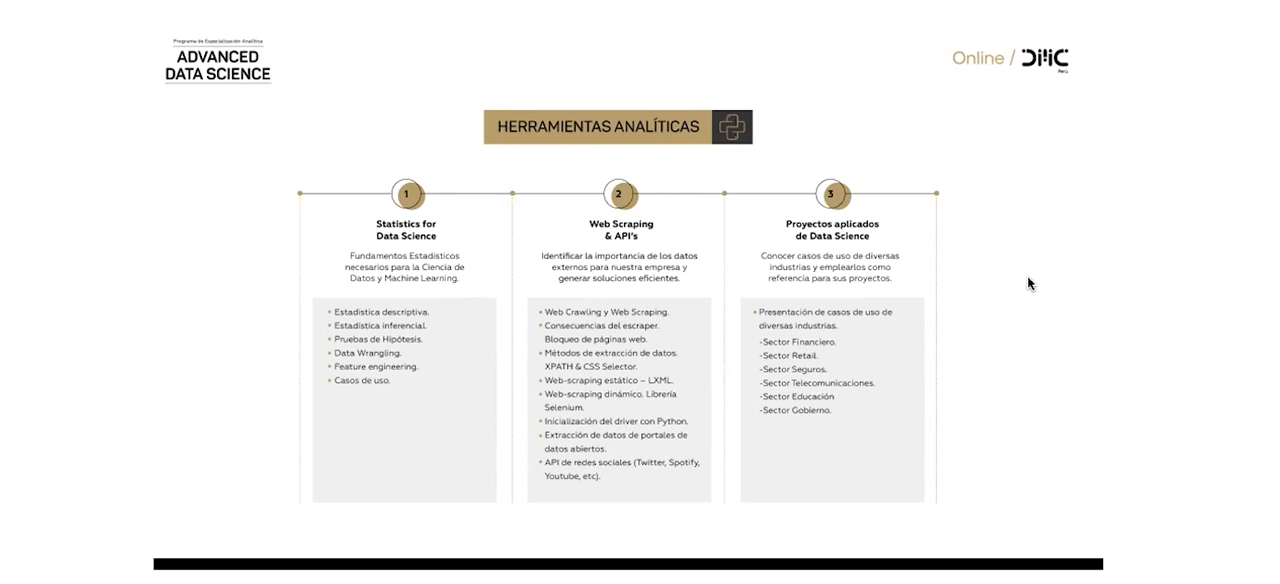 Programa de Especialización Analítica
ADVANCED
DATA SCIENCE
Online / DMC
PERÚ
HERRAMIENTAS ANALÍTICAS
1
Statistics for
Data Science
Fundamentos Estadísticos
necesarios para la Ciencia de
Datos y Machine Learning.
• Estadística descriptiva.
• Estadística inferencial.
• Pruebas de Hipótesis.
• Data Wrangling.
• Feature engineering.
• Casos de uso.
2
Web Scraping
& API's
Identificar la importancia de los datos
externos para nuestra empresa y
generar soluciones eficientes.
• Web Crawling y Web Scraping.
• Consecuencias del escraper.
Bloqueo de páginas web.
• Métodos de extracción de datos.
XPATH & CSS Selector.
• Web-scraping estático – LXML.
• Web-scraping dinámico. Librería
Selenium.
• Inicialización del driver con Python.
• Extracción de datos de portales de
datos abiertos.
• API de redes sociales (Twitter, Spotify,
Youtube, etc).
3
Proyectos aplicados
de Data Science
Conocer casos de uso de diversas
industrias y emplearlos como
referencia para sus proyectos.
• Presentación de casos de uso de
diversas industrias.
-Sector Financiero.
-Sector Retail.
-Sector Seguros.
-Sector Telecomunicaciones.
-Sector Educación
-Sector Gobierno.